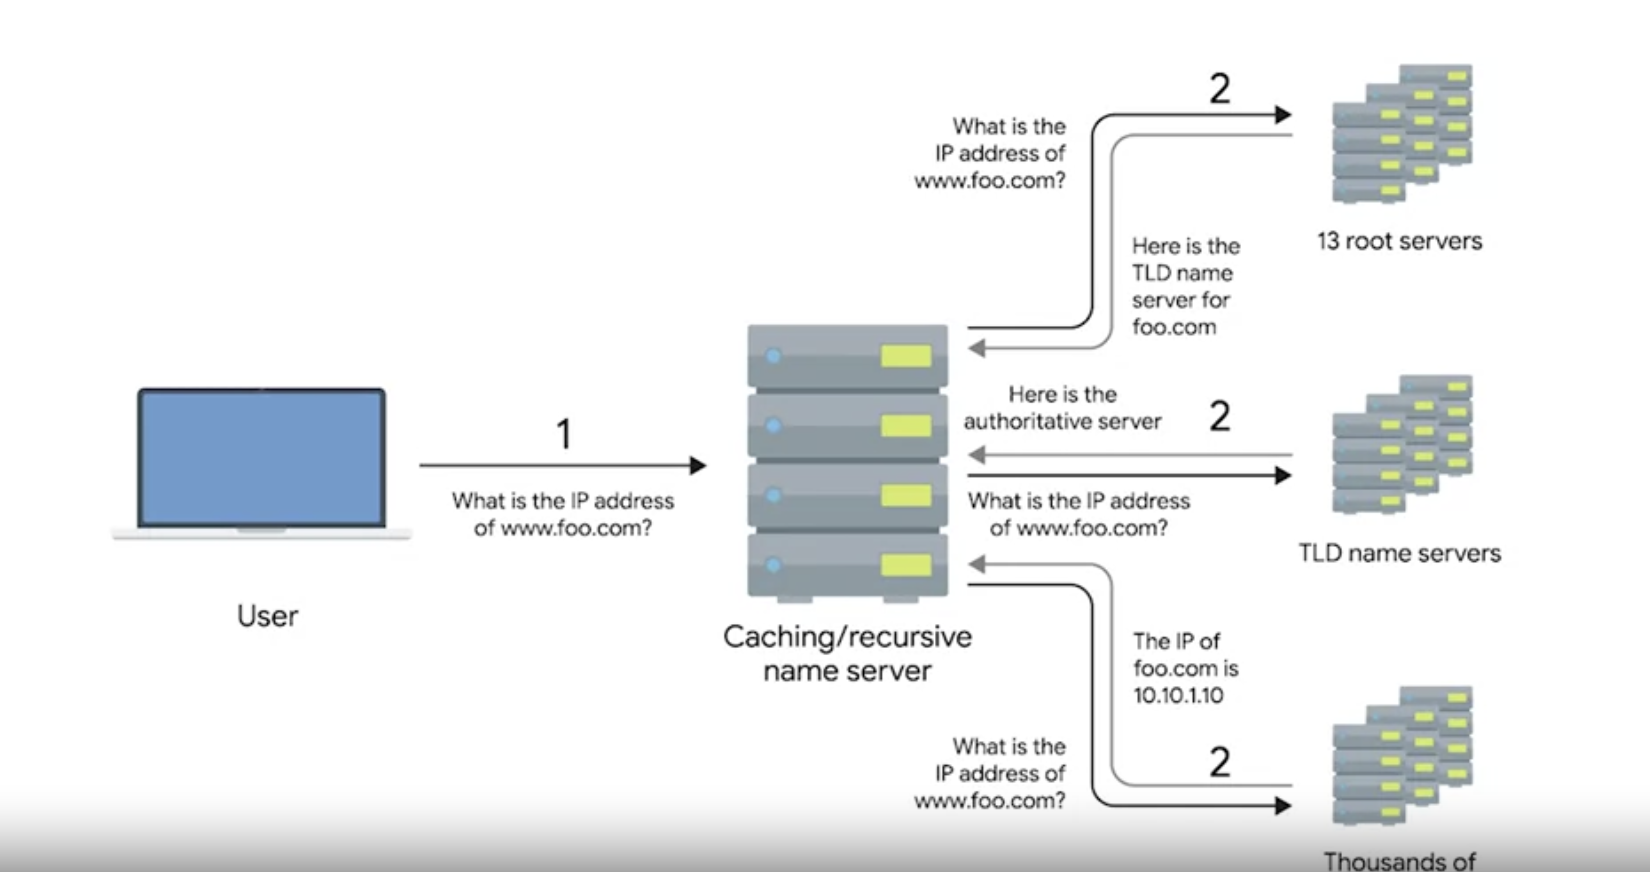 2
What is the
IP address of
www.foo.com?
13 root servers
Here is the
TLD name
server for
foo.com
Here is the
authoritative server
2
1
What is the IP address
of www.foo.com?
What is the IP address
of www.foo.com?
TLD name servers
User
Caching/recursive
name server
The IP of
foo.com is
10.10.1.10
What is the
IP address of
www.foo.com?
2
Thousands of